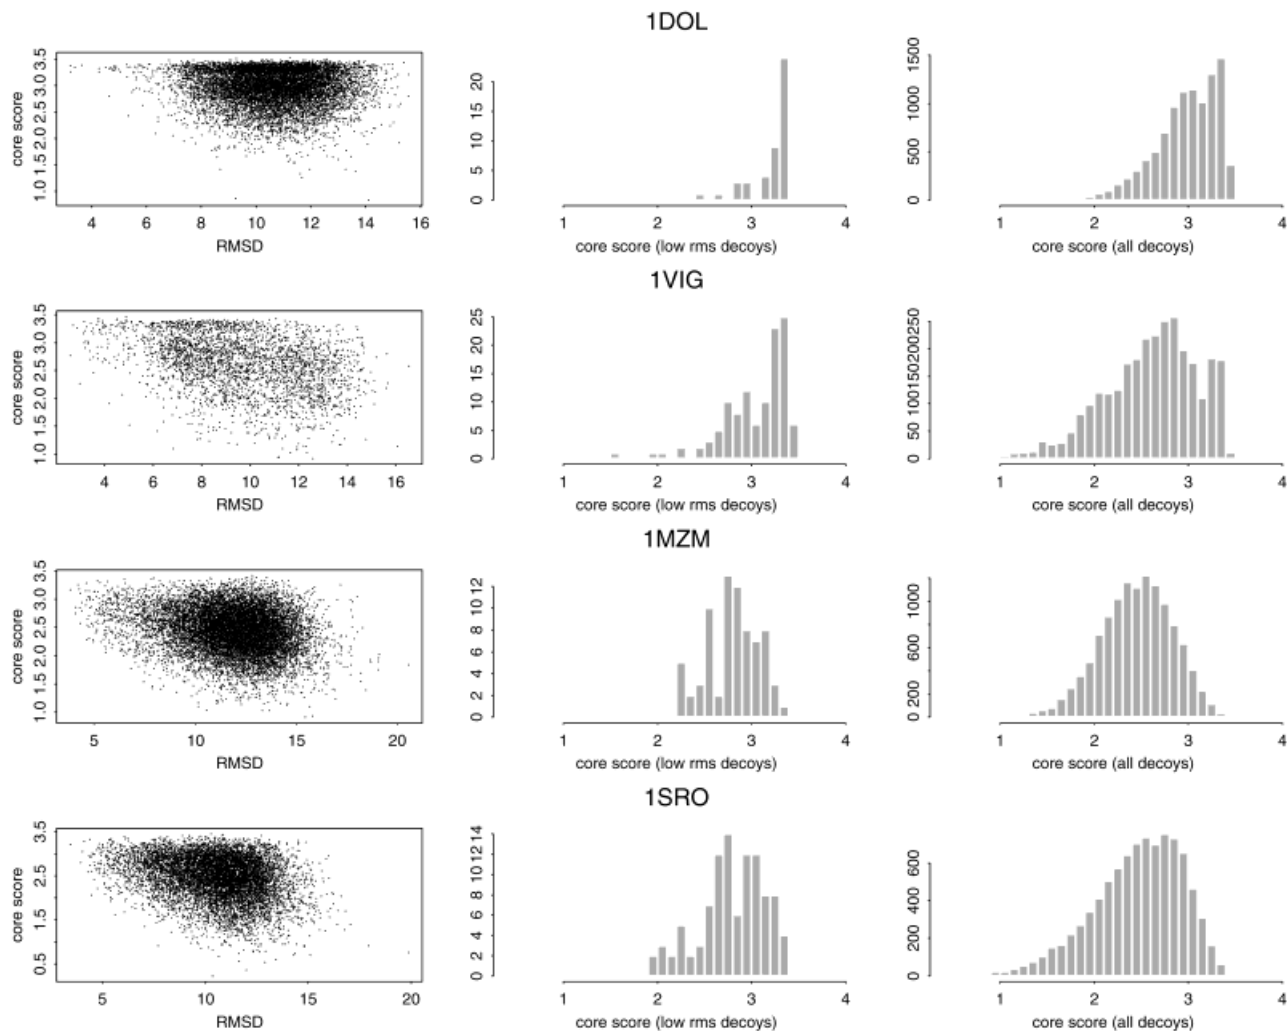 1DOL
core score
1.0 1.5 2.0 2.5 3.0 3.5
4 6 8 10 12 14 16
RMSD
0 5 10 15 20
1 2 3 4
core score (low rms decoys)
0 500 1000 1500
1 2 3 4
core score (all decoys)
1VIG
core score
1.0 1.5 2.0 2.5 3.0 3.5
4 6 8 10 12 14 16
RMSD
0 5 10 15 20 25
1 2 3 4
core score (low rms decoys)
0 50 100 150 200 250
1 2 3 4
core score (all decoys)
1MZM
core score
1.0 1.5 2.0 2.5 3.0 3.5
5 10 15 20
RMSD
0 2 4 6 8 10 12
1 2 3 4
core score (low rms decoys)
0 200 600 1000
1 2 3 4
core score (all decoys)
1SRO
core score
0.5 1.5 2.5 3.5
5 10 15 20
RMSD
0 2 4 6 8 10 12 14
1 2 3 4
core score (low rms decoys)
0 200 400 600
1 2 3 4
core score (all decoys)